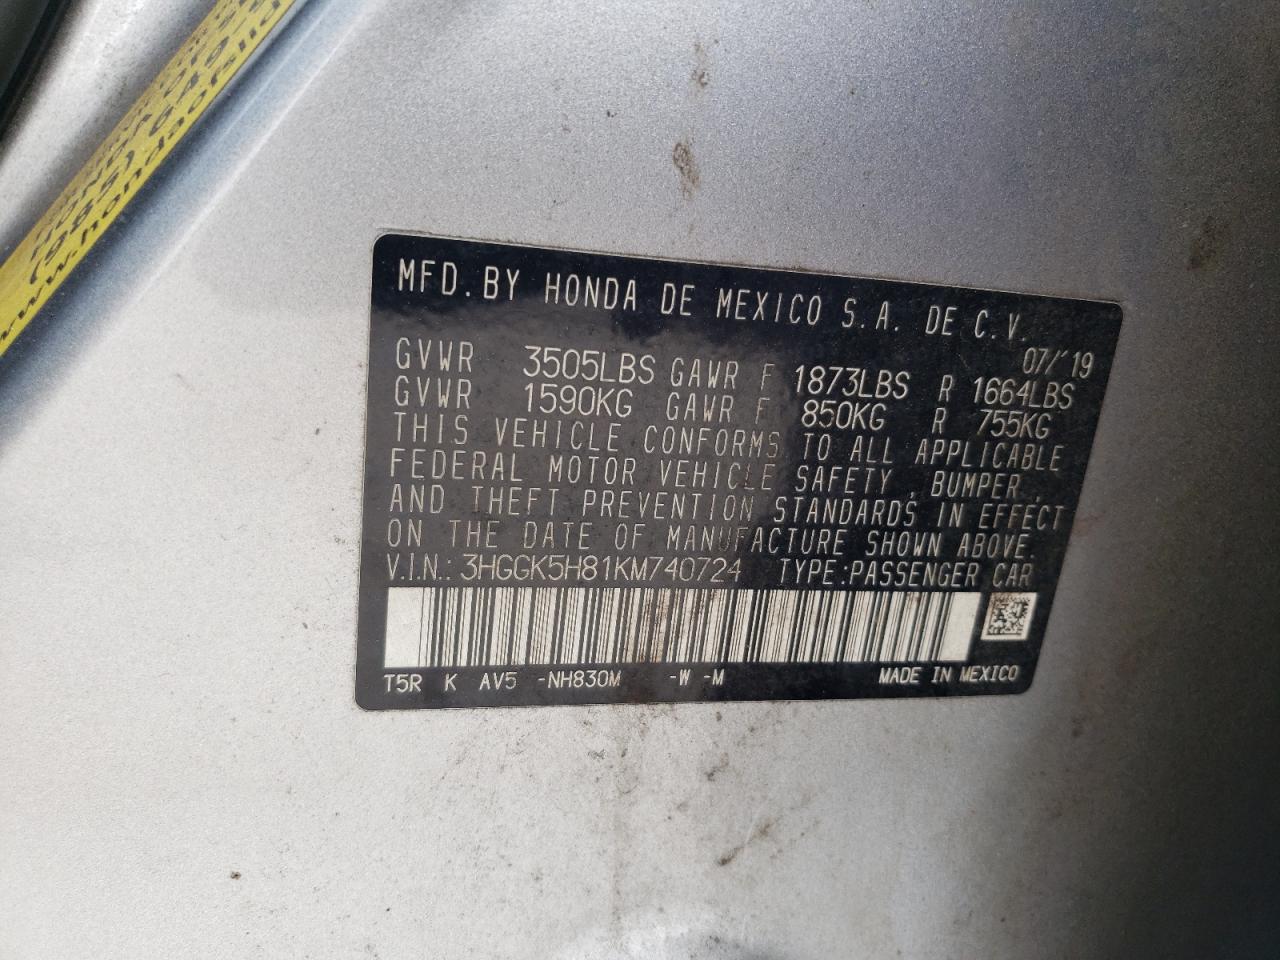 MFD. BY HONDA DE MEXICO S.A. DE C.V.
07/'19
GVWR 3505LBS GAWR F 1873LBS R 1664LBS
GVWR 1590KG GAWR F 850KG R 755KG
THIS VEHICLE CONFORMS TO ALL APPLICABLE
FEDERAL MOTOR VEHICLE SAFETY, BUMPER,
AND THEFT PREVENTION STANDARDS IN EFFECT
ON THE DATE OF MANUFACTURE SHOWN ABOVE.
V.I.N.: 3HGGK5H81KM740724 TYPE:PASSENGER CAR
T5R K AV5 -NH830M -W -M MADE IN MEXICO